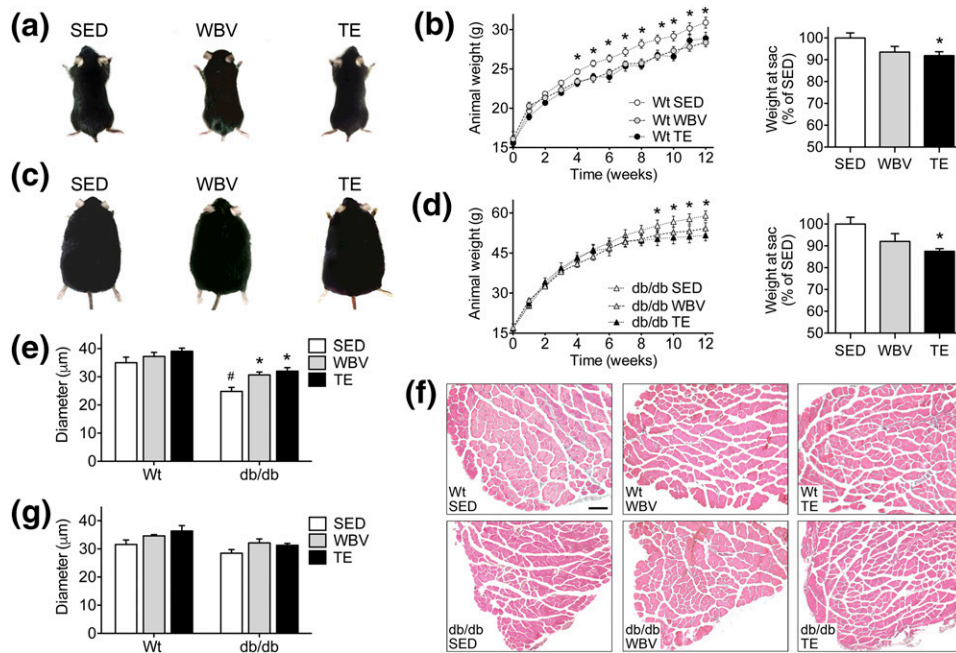 (a)
SED WBV TE
(b)
Animal weight (g)
30
25
20
15
0 2 4 6 8 10 12
Time (weeks)
* * * * * * * *
Wt SED
Wt WBV
Wt TE
Weight at sac
(% of SED)
100
90
80
70
60
50
SED WBV TE
*
(c)
SED WBV TE
(d)
Animal weight (g)
60
45
30
15
0 2 4 6 8 10 12
Time (weeks)
* * * *
db/db SED
db/db WBV
db/db TE
Weight at sac
(% of SED)
100
90
80
70
60
50
SED WBV TE
*
(e)
Diameter (μm)
40
30
20
10
0
Wt db/db
# * *
SED
WBV
TE
(f)
Wt
SED
Wt
WBV
Wt
TE
db/db
SED
db/db
WBV
db/db
TE
(g)
Diameter (μm)
40
30
20
10
0
Wt db/db
SED
WBV
TE